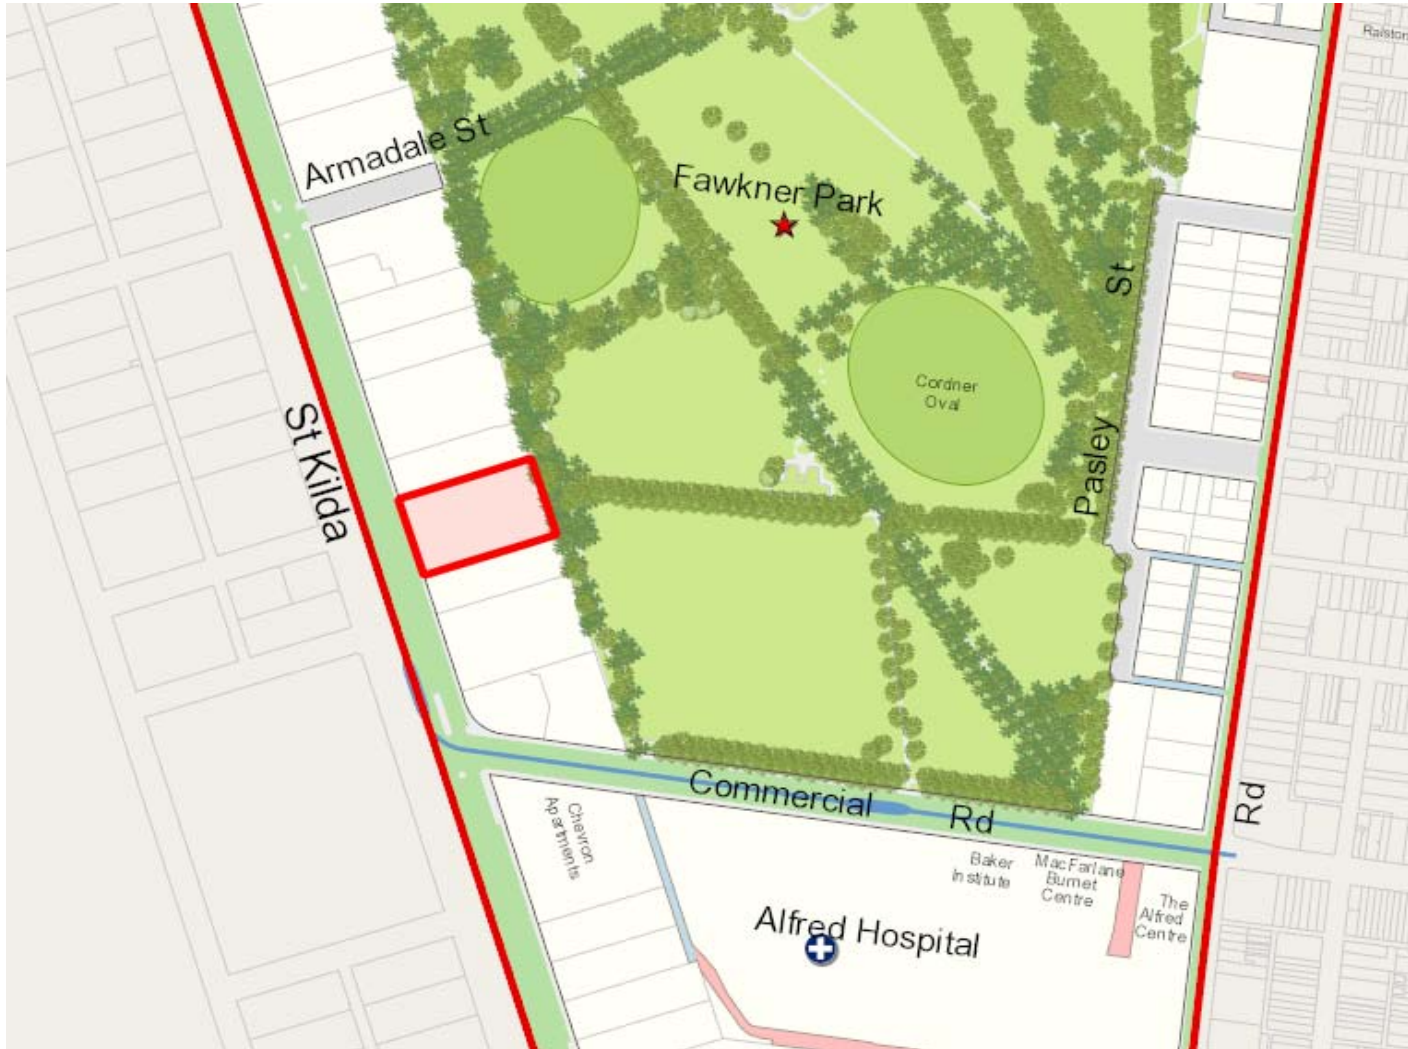 Ralston
Armadale St
Fawkner Park
St
Cordner
Oval
St Kilda
Pasley
Commercial Rd
Rd
Chevron
Apartments
Baker
Institute
MacFarlane
Burnet
Centre
The
Alfred
Centre
Alfred Hospital